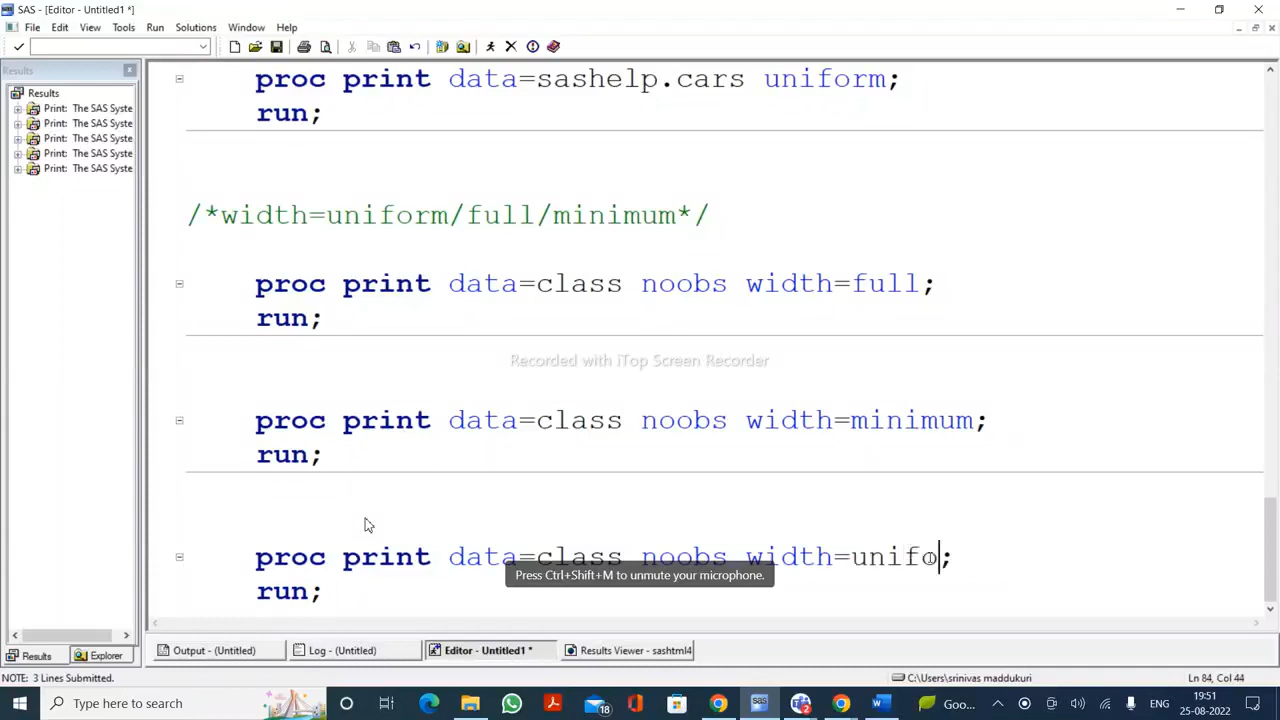 SAS - [Editor - Untitled1 *]
File Edit View Tools Run Solutions Window Help
Results
Results
Print: The SAS Syste
Print: The SAS Syste
Print: The SAS Syste
Print: The SAS Syste
Print: The SAS Syste
proc print data=sashelp.cars uniform;
run;
/*width=uniform/full/minimum*/
proc print data=class noobs width=full;
run;
Recorded with iTop Screen Recorder
proc print data=class noobs width=minimum;
run;
proc print data=class noobs width=unifo;
Press Ctrl+Shift+M to unmute your microphone.
run;
Results Explorer
Output - (Untitled) Log - (Untitled) Editor - Untitled1 * Results Viewer - sashtml4
NOTE: 3 Lines Submitted. C:\Users\srinivas maddukuri Ln 84, Col 44
Type here to search 18 SAS 2 Goo... 19:51
25-08-2022